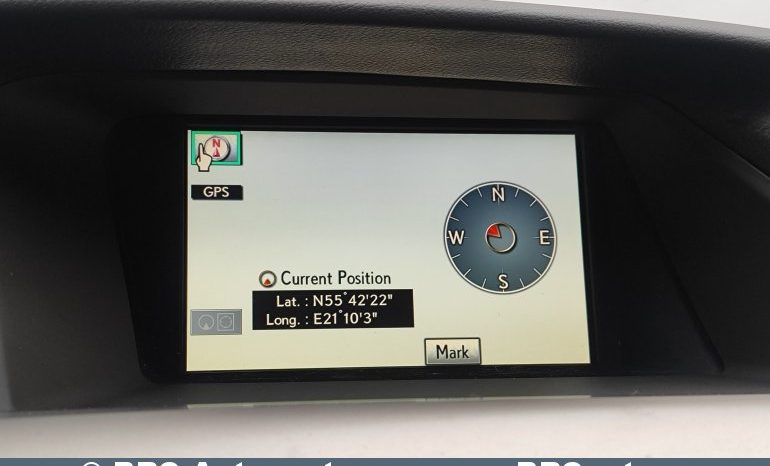 N
GPS
N
W E
S
Current Position
Lat. : N55°42'22"
Long. : E21°10'3"
Mark